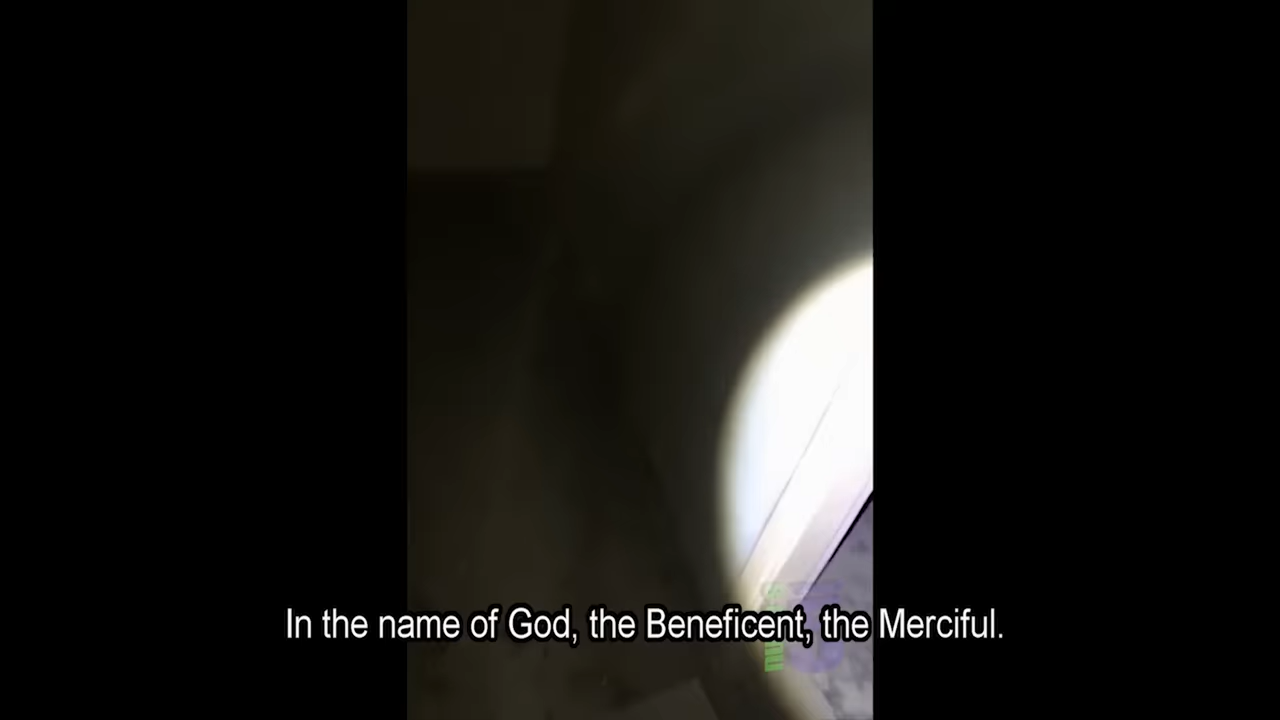 In the name of God, the Beneficent, the Merciful.